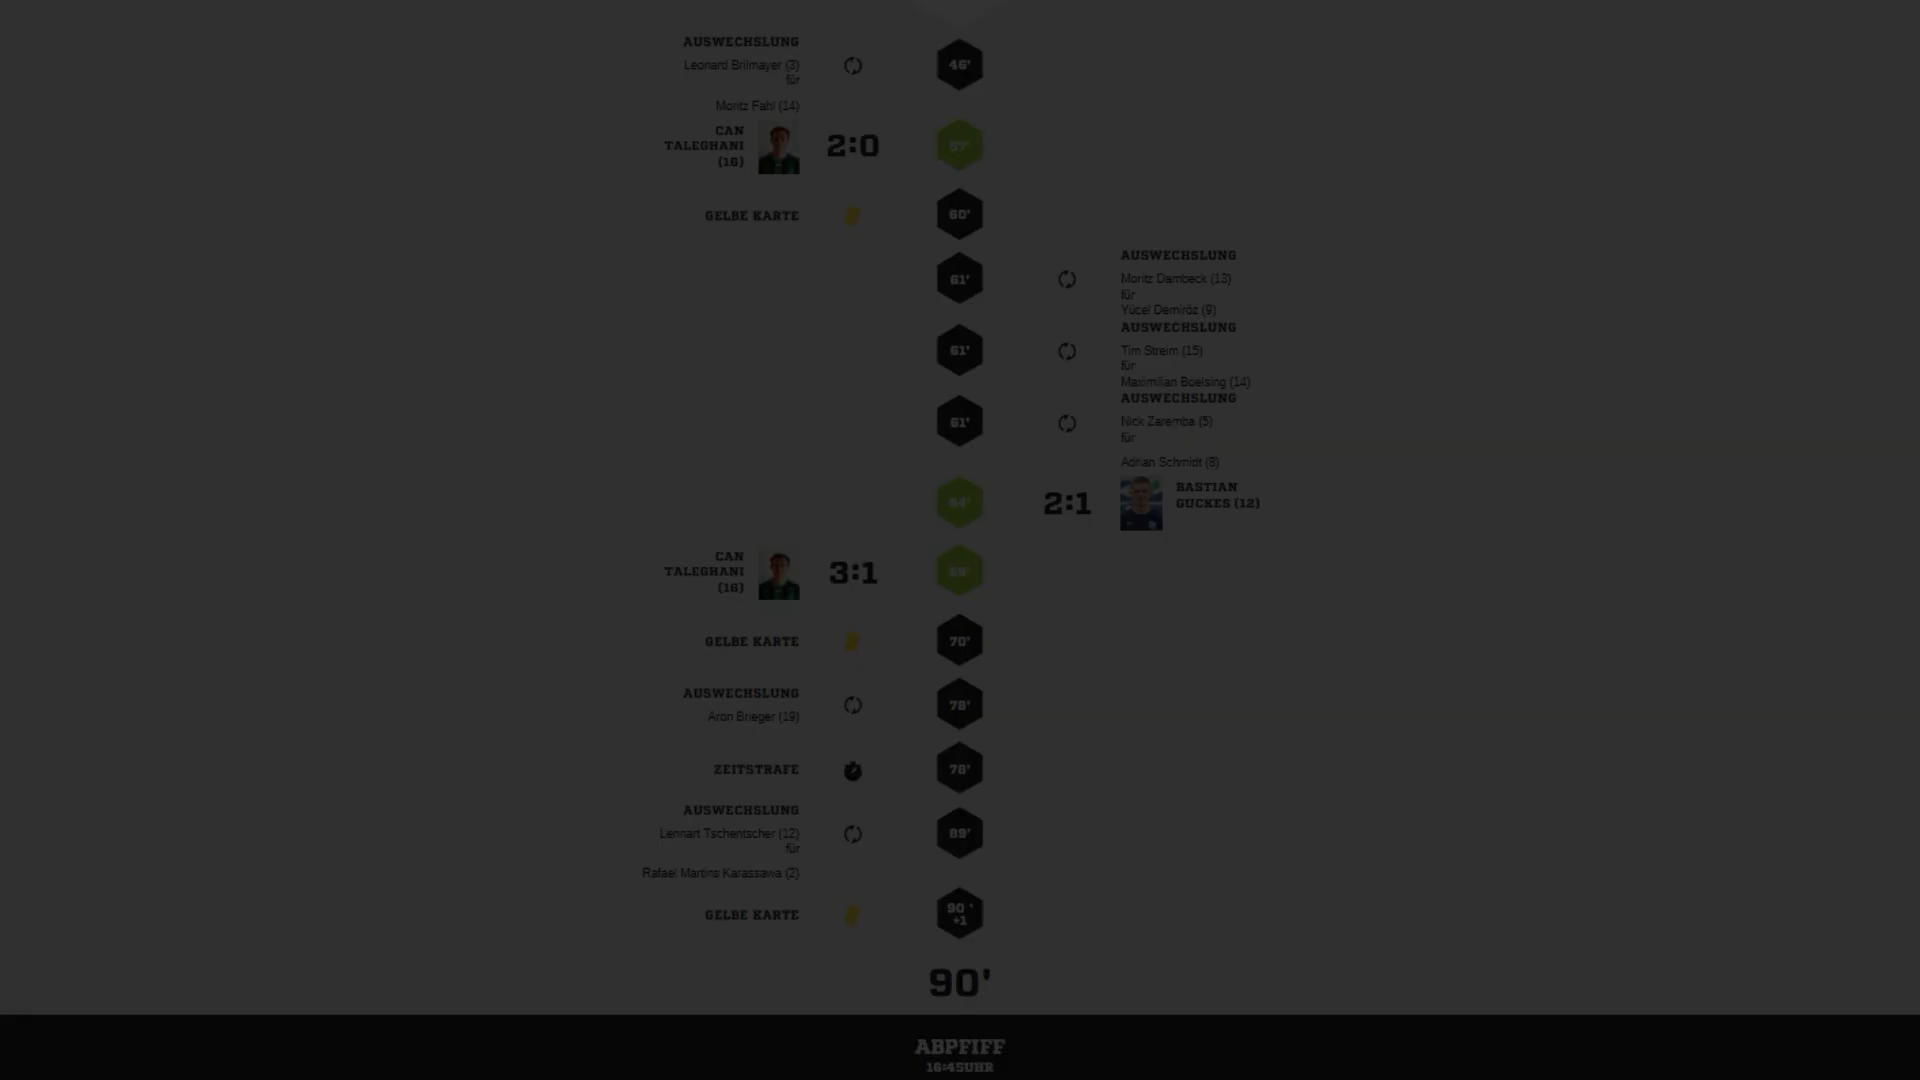 AUSWECHSLUNG
Leonard Brilmayer (3)
für
Moritz Fahl (14)
46'
CAN
TALEGHANI
(16)
2:0
57'
GELBE KARTE
60'
61'
AUSWECHSLUNG
Moritz Dambeck (13)
für
Yücel Demiröz (9)
61'
AUSWECHSLUNG
Tim Streim (15)
für
Maximilian Boelsing (14)
61'
AUSWECHSLUNG
Nick Zaremba (5)
für
Adrian Schmidt (8)
64'
2:1
BASTIAN
GUCKES (12)
CAN
TALEGHANI
(16)
3:1
GELBE KARTE
70'
AUSWECHSLUNG
Aron Brieger (19)
78'
ZEITSTRAFE
78'
AUSWECHSLUNG
Lennart Tschentscher (12)
für
Rafael Martins Karassawa (2)
89'
GELBE KARTE
90 '
+1
90'
ABPFIFF
16:45UHR